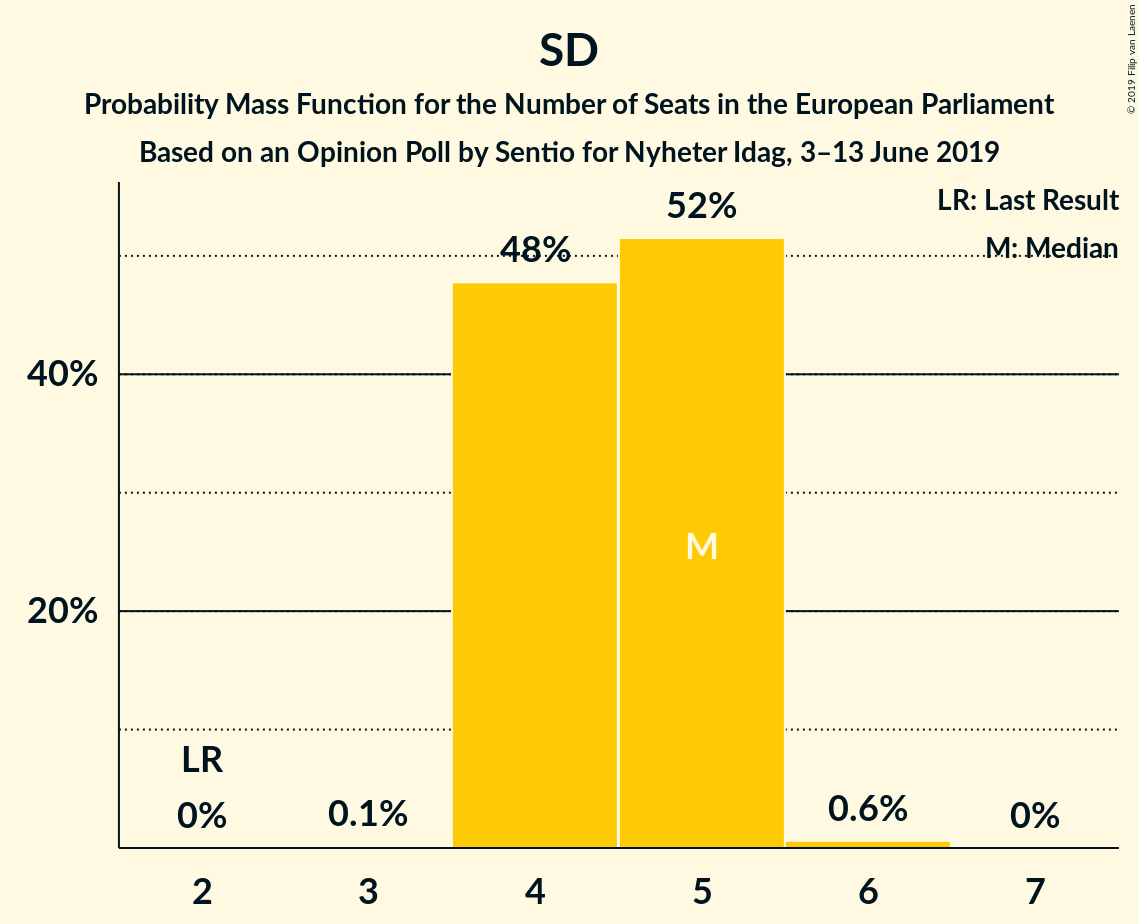 SD
Probability Mass Function for the Number of Seats in the European Parliament
Based on an Opinion Poll by Sentio for Nyheter Idag, 3–13 June 2019
© 2019 Filip van Laenen
LR: Last Result
M: Median
52%
48%
40%
M
20%
LR
0%
0.1%
0.6%
0%
2 3 4 5 6 7